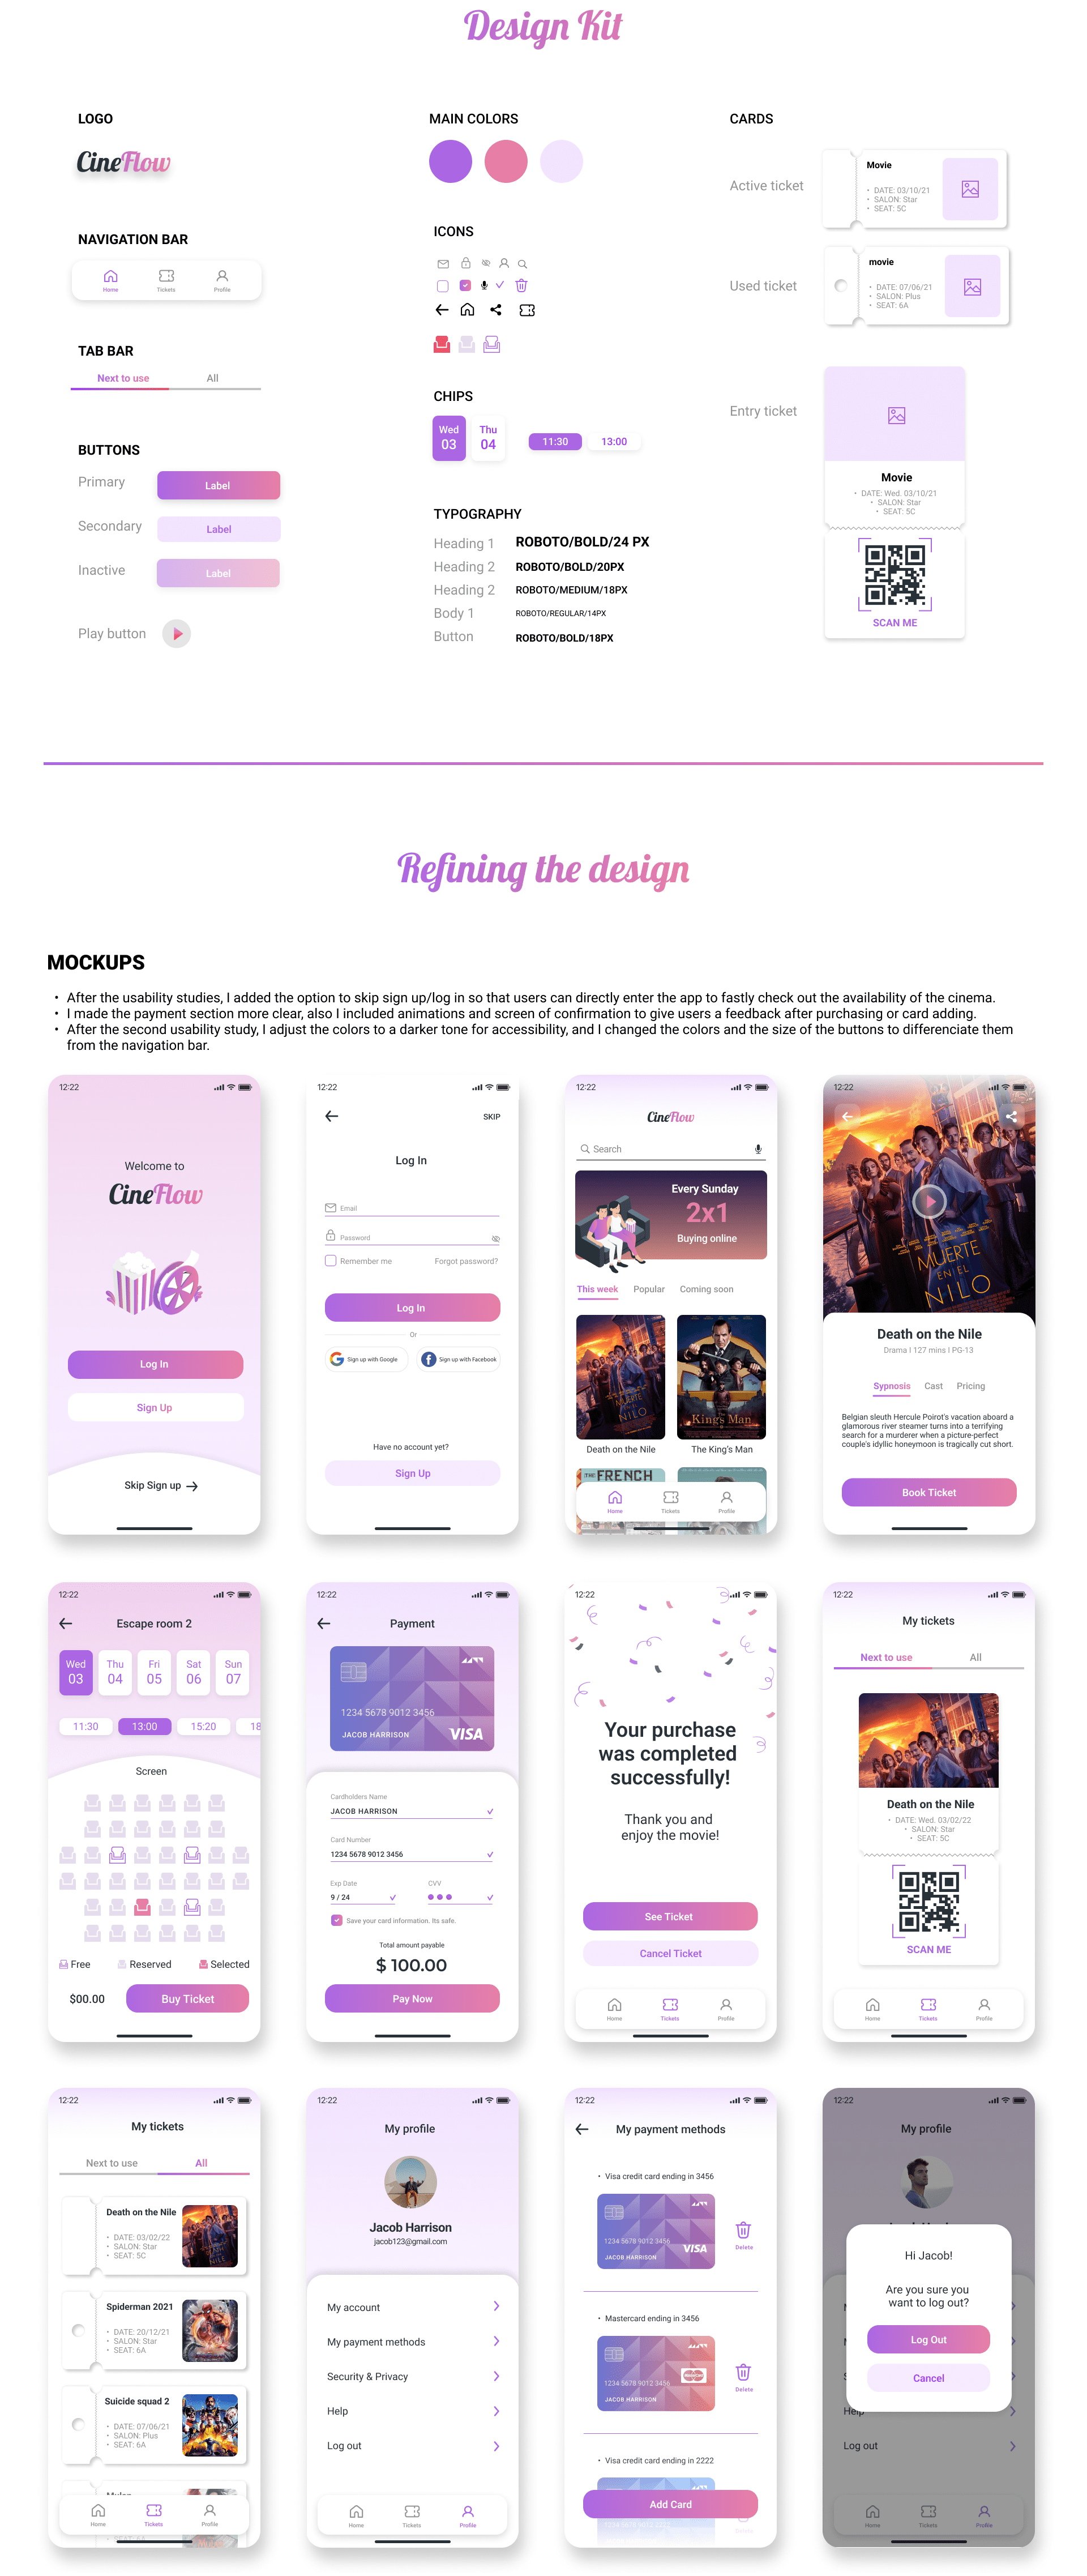 Design Kit
LOGO
CineFlow
NAVIGATION BAR
Home
Tickets
Profile
TAB BAR
Next to use
All
BUTTONS
Primary
Label
Secondary
Label
Inactive
Label
Play button
MAIN COLORS
ICONS
CHIPS
Wed
03
Thu
04
11:30
13:00
TYPOGRAPHY
Heading 1 ROBOTO/BOLD/24 PX
Heading 2 ROBOTO/BOLD/20PX
Heading 2 ROBOTO/MEDIUM/18PX
Body 1 ROBOTO/REGULAR/14PX
Button ROBOTO/BOLD/18PX
CARDS
Active ticket
Movie
• DATE: 03/10/21
• SALON: Star
• SEAT: 5C
Used ticket
movie
• DATE: 07/06/21
• SALON: Plus
• SEAT: 6A
Entry ticket
Movie
• DATE: Wed. 03/10/21
• SALON: Star
• SEAT: 5C
SCAN ME
Refining the design
MOCKUPS
• After the usability studies, I added the option to skip sign up/log in so that users can directly enter the app to fastly check out the availability of the cinema.
• I made the payment section more clear, also I included animations and screen of confirmation to give users a feedback after purchasing or card adding.
• After the second usability study, I adjust the colors to a darker tone for accessibility, and I changed the colors and the size of the buttons to differenciate them
from the navigation bar.
12:22
Welcome to
CineFlow
Log In
Sign Up
Skip Sign up
12:22
SKIP
Log In
Email
Password
Remember me
Forgot password?
Log In
Or
Sign up with Google
Sign up with Facebook
Have no account yet?
Sign Up
12:22
CineFlow
Search
Every Sunday
2x1
Buying online
This week
Popular
Coming soon
MUERTE
EN EL
NILO
King's Man
Death on the Nile
The King's Man
THE FRENCH
Home
Tickets
Profile
12:22
MUERTE
EN EL
NILO
Death on the Nile
Drama I 127 mins I PG-13
Sypnosis
Cast
Pricing
Belgian sleuth Hercule Poirot's vacation aboard a
glamorous river steamer turns into a terrifying
search for a murderer when a picture-perfect
couple's idyllic honeymoon is tragically cut short.
Book Ticket
12:22
Escape room 2
Wed
03
Thu
04
Fri
05
Sat
06
Sun
07
11:30
13:00
15:20
18
Screen
Free
Reserved
Selected
$00.00
Buy Ticket
12:22
Payment
1234 5678 9012 3456
JACOB HARRISON
VISA
Cardholders Name
JACOB HARRISON
Card Number
1234 5678 9012 3456
Exp Date
CVV
9 / 24
Save your card information. Its safe.
Total amount payable
$ 100.00
Pay Now
12:22
Your purchase
was completed
successfully!
Thank you and
enjoy the movie!
See Ticket
Cancel Ticket
Home
Tickets
Profile
12:22
My tickets
Next to use
All
Death on the Nile
• DATE: Wed. 03/02/22
• SALON: Star
• SEAT: 5C
SCAN ME
Home
Tickets
Profile
12:22
My tickets
Next to use
All
Death on the Nile
• DATE: 03/02/22
• SALON: Star
• SEAT: 5C
Spiderman 2021
• DATE: 20/12/21
• SALON: Star
• SEAT: 6A
Suicide squad 2
• DATE: 07/06/21
• SALON: Plus
• SEAT: 6A
Home
Tickets
Profile
12:22
My profile
Jacob Harrison
jacob123@gmail.com
My account
My payment methods
Security & Privacy
Help
Log out
Home
Tickets
Profile
12:22
My payment methods
• Visa credit card ending in 3456
1234 5678 9012 3456
JACOB HARRISON
VISA
Delete
• Mastercard ending in 3456
1234 5678 9012 3456
JACOB HARRISON
MasterCard
Delete
• Visa credit card ending in 2222
Add Card
12:22
My profile
Hi Jacob!
Are you sure you
want to log out?
Log Out
Cancel
Help
Log out
Home
Tickets
Profile